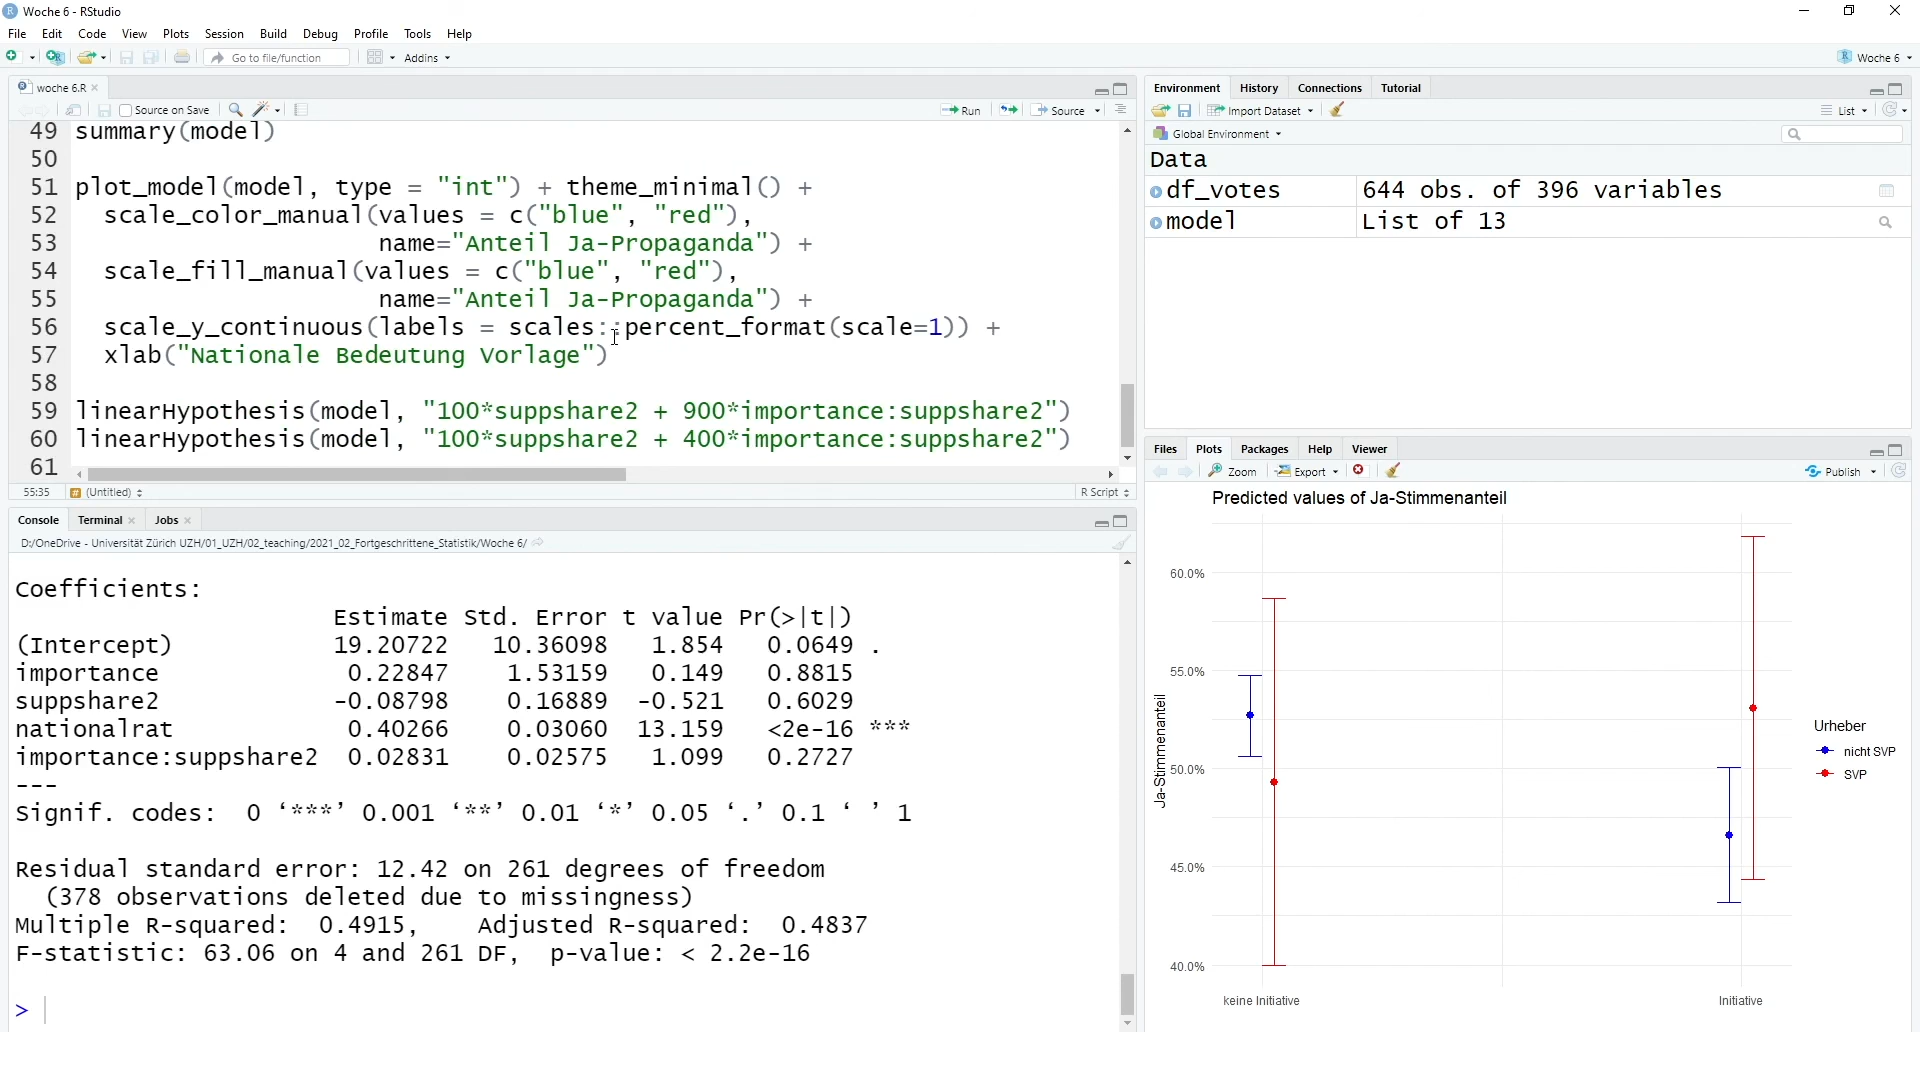 Woche 6 - RStudio
File Edit Code View Plots Session Build Debug Profile Tools Help
Go to file/function Addins Woche 6
woche 6.R
Source on Save Run Source
49 summary(model)
50
51 plot_model(model, type = "int") + theme_minimal() +
52 scale_color_manual(values = c("blue", "red"),
53 name="Anteil Ja-Propaganda") +
54 scale_fill_manual(values = c("blue", "red"),
55 name="Anteil Ja-Propaganda") +
56 scale_y_continuous(labels = scales::percent_format(scale=1)) +
57 xlab("Nationale Bedeutung Vorlage")
58
59 linearHypothesis(model, "100*suppshare2 + 900*importance:suppshare2")
60 linearHypothesis(model, "100*suppshare2 + 400*importance:suppshare2")
61
55:35 (Untitled) R Script
Console Terminal Jobs
D:/OneDrive - Universität Zürich UZH/01_UZH/02_teaching/2021_02_Fortgeschrittene_Statistik/Woche 6/
Coefficients:
Estimate Std. Error t value Pr(>|t|)
(Intercept) 19.20722 10.36098 1.854 0.0649 .
importance 0.22847 1.53159 0.149 0.8815
suppshare2 -0.08798 0.16889 -0.521 0.6029
nationalrat 0.40266 0.03060 13.159 <2e-16 ***
importance:suppshare2 0.02831 0.02575 1.099 0.2727
---
Signif. codes: 0 ‘***’ 0.001 ‘**’ 0.01 ‘*’ 0.05 ‘.’ 0.1 ‘ ’ 1
Residual standard error: 12.42 on 261 degrees of freedom
(378 observations deleted due to missingness)
Multiple R-squared: 0.4915, Adjusted R-squared: 0.4837
F-statistic: 63.06 on 4 and 261 DF, p-value: < 2.2e-16
>
Environment History Connections Tutorial
Import Dataset List
Global Environment
Data
df_votes 644 obs. of 396 variables
model List of 13
Files Plots Packages Help Viewer
Zoom Export Publish
Predicted values of Ja-Stimmenanteil
60.0%
55.0%
50.0%
45.0%
40.0%
Ja-Stimmenanteil
keine Initiative Initiative
Urheber
nicht SVP
SVP